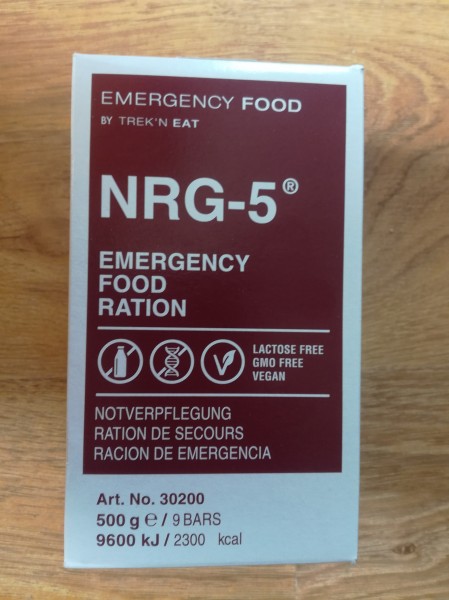 EMERGENCY FOOD
BY TREK'N EAT
NRG-5®
EMERGENCY
FOOD
RATION
LACTOSE FREE
GMO FREE
VEGAN
NOTVERPFLEGUNG
RATION DE SECOURS
RACION DE EMERGENCIA
Art. No. 30200
500 g ℮ / 9 BARS
9600 kJ / 2300 kcal